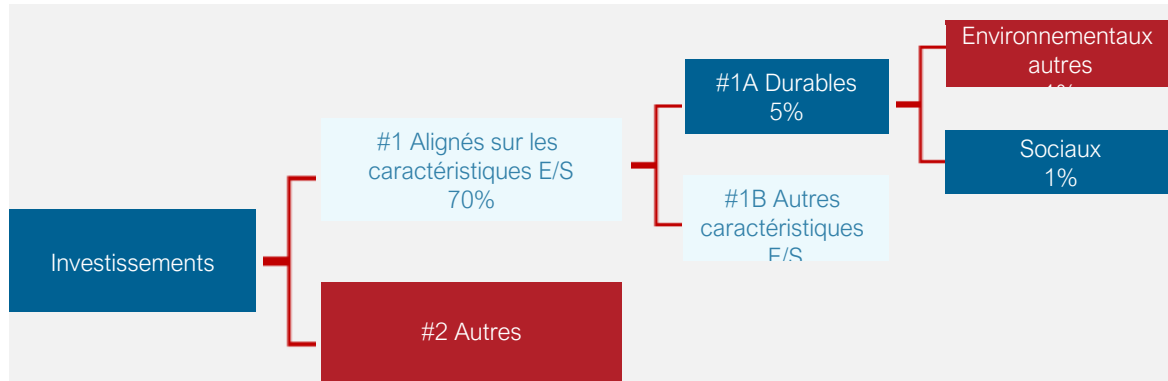 Environnementaux
autres
#1A Durables
5%
#1 Alignés sur les
caractéristiques E/S
70%
Sociaux
1%
#1B Autres
caractéristiques
E/S
Investissements
#2 Autres